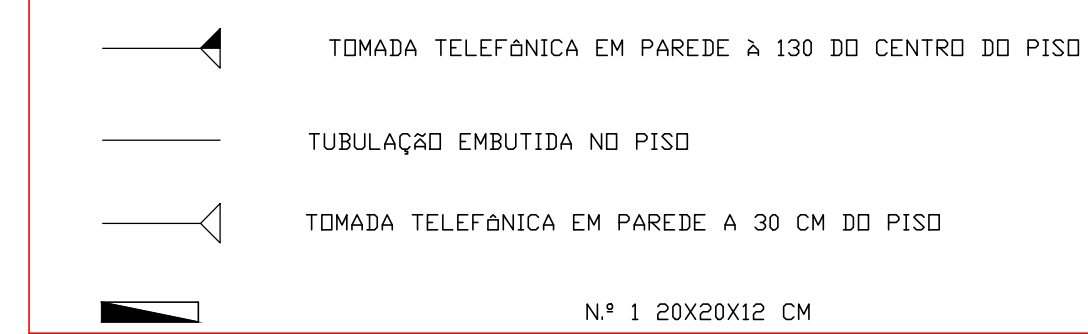 TOMADA TELEFÔNICA EM PAREDE À 130 DO CENTRO DO PISO
TUBULAÇÃO EMBUTIDA NO PISO
TOMADA TELEFÔNICA EM PAREDE A 30 CM DO PISO
N.º 1 20X20X12 CM